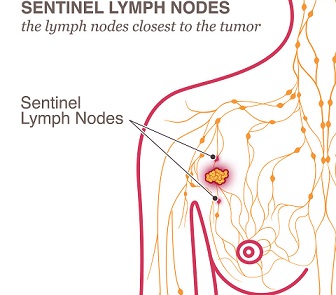 SENTINEL LYMPH NODES
the lymph nodes closest to the tumor
Sentinel
Lymph Nodes